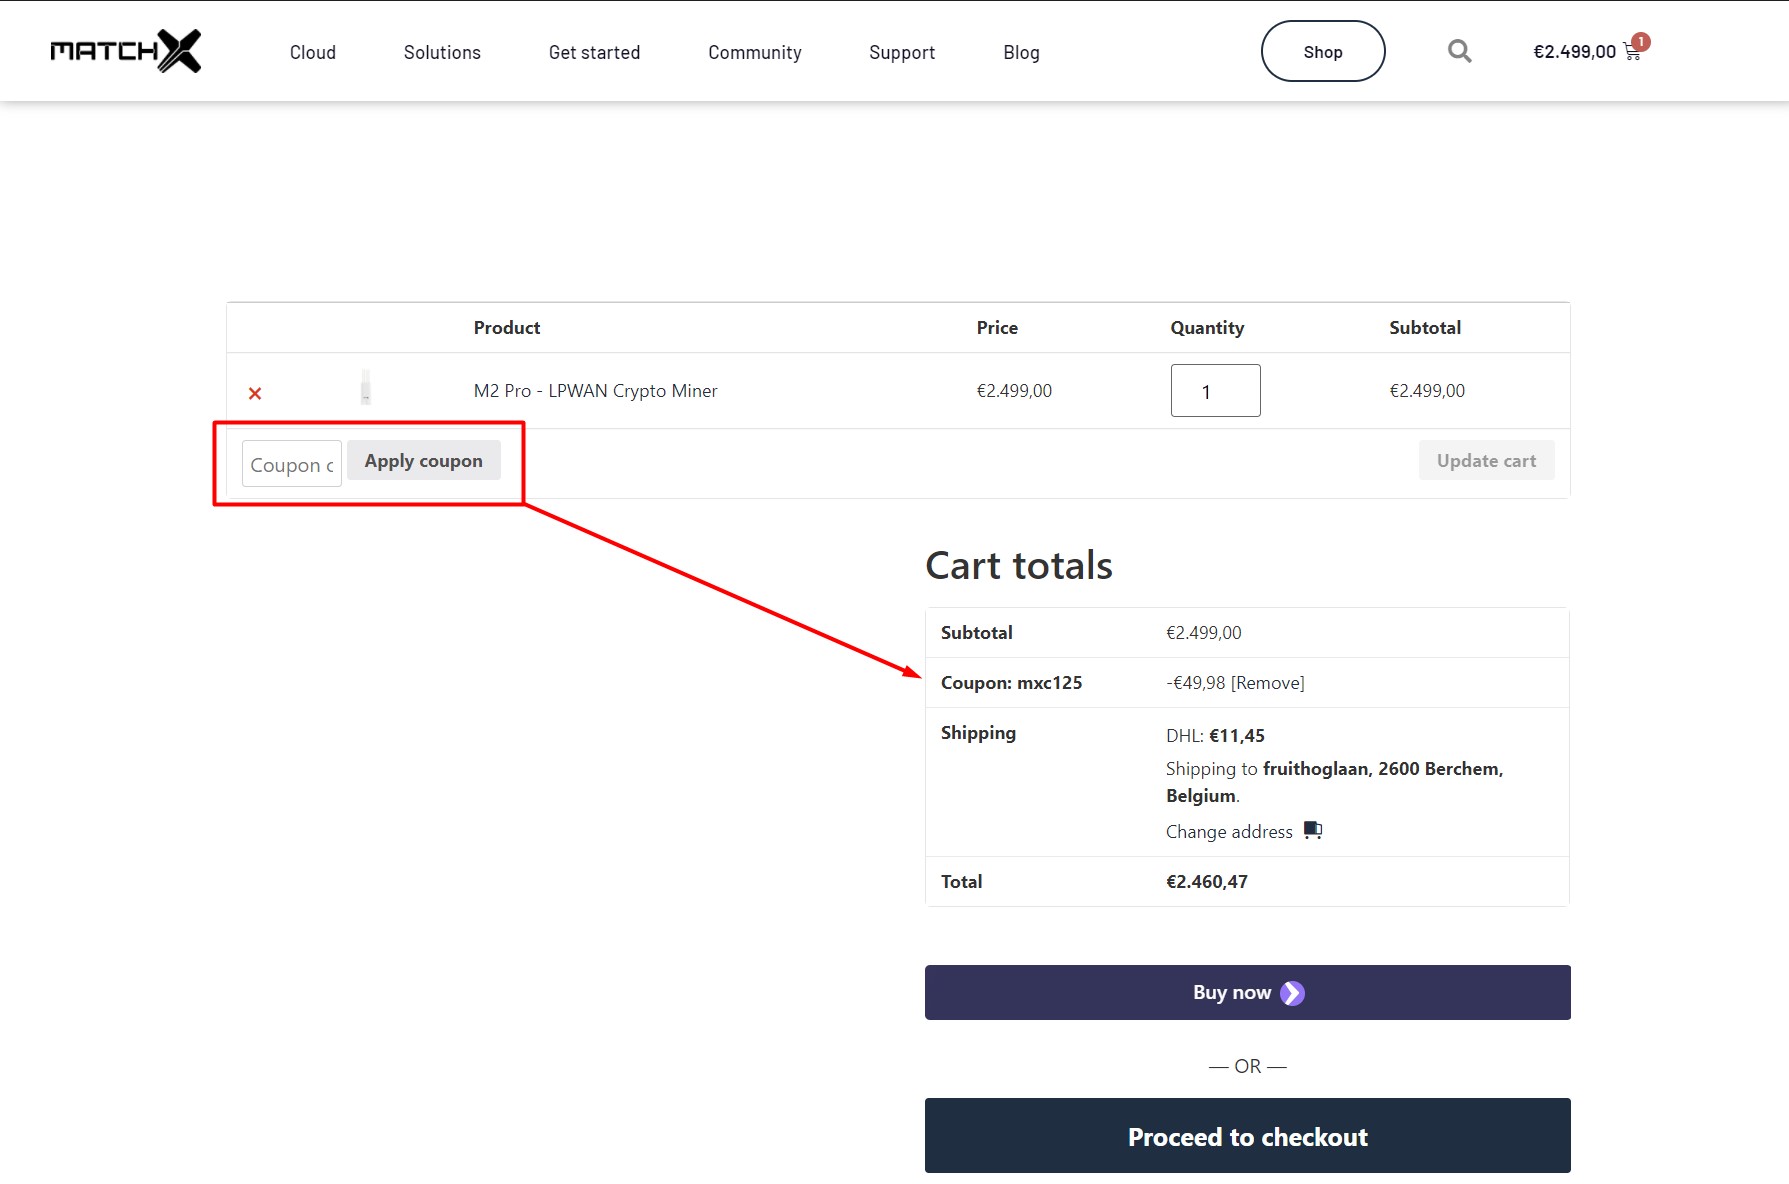 MATCHX
Cloud
Solutions
Get started
Community
Support
Blog
Shop
€2.499,00
1
Product
Price
Quantity
Subtotal
×
M2 Pro - LPWAN Crypto Miner
€2.499,00
1
€2.499,00
Coupon c
Apply coupon
Update cart
Cart totals
Subtotal
€2.499,00
Coupon: mxc125
-€49,98 [Remove]
Shipping
DHL: €11,45
Shipping to fruithoglaan, 2600 Berchem,
Belgium.
Change address
Total
€2.460,47
Buy now
— OR —
Proceed to checkout